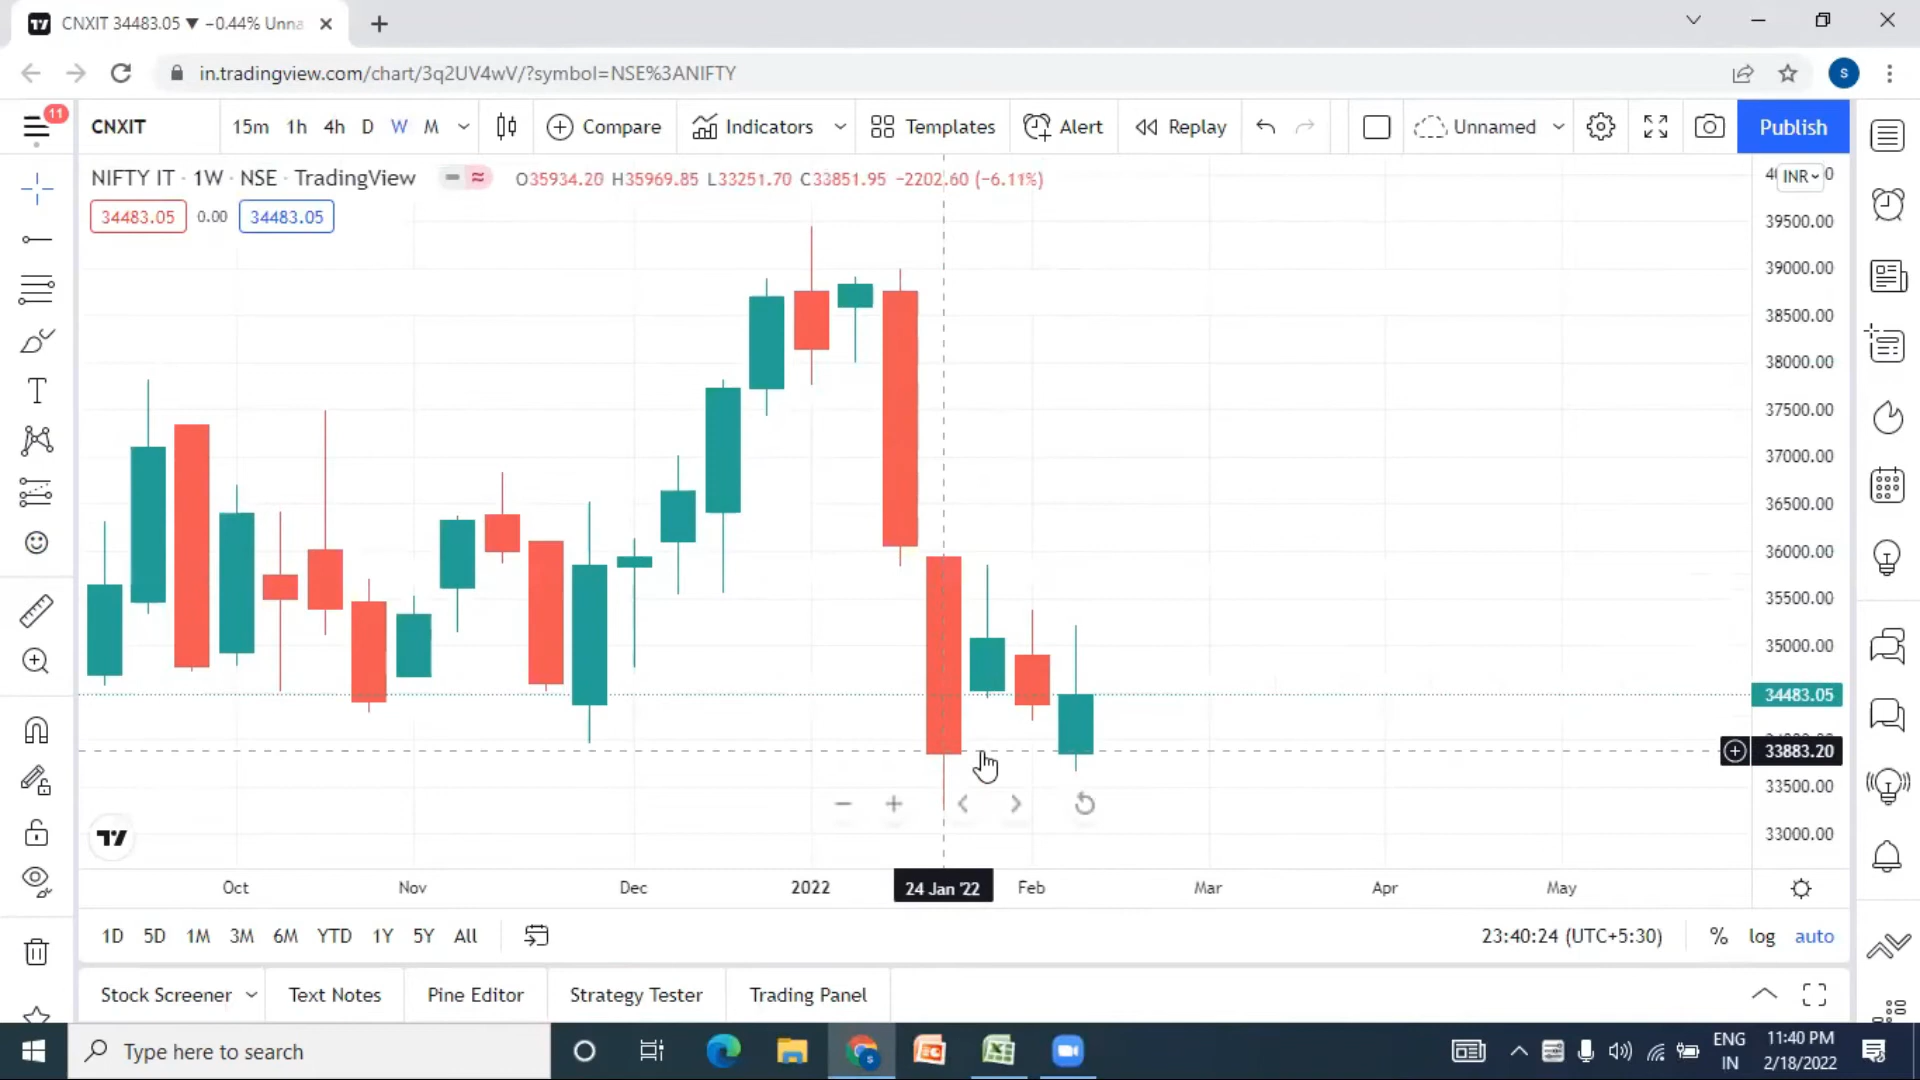 CNXIT 34483.05 ▼ −0.44% Unna
in.tradingview.com/chart/3q2UV4wV/?symbol=NSE%3ANIFTY
S
11
CNXIT 15m 1h 4h D W M Compare Indicators Templates Alert Replay Unnamed Publish
NIFTY IT · 1W · NSE · TradingView O35934.20 H35969.85 L33251.70 C33851.95 −2202.60 (−6.11%)
34483.05 0.00 34483.05
INR
39500.00
39000.00
38500.00
38000.00
37500.00
37000.00
36500.00
36000.00
35500.00
35000.00
34483.05
33883.20
33500.00
33000.00
Oct Nov Dec 2022 24 Jan '22 Feb Mar Apr May
1D 5D 1M 3M 6M YTD 1Y 5Y All 23:40:24 (UTC+5:30) % log auto
Stock Screener Text Notes Pine Editor Strategy Tester Trading Panel
Type here to search
ENG
IN
11:40 PM
2/18/2022